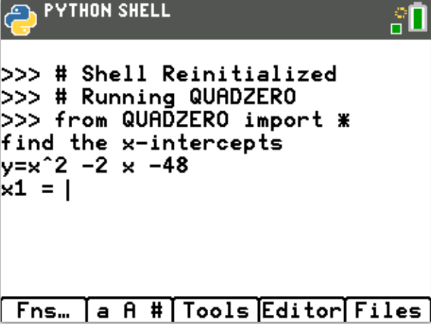 PYTHON SHELL
>>> # Shell Reinitialized
>>> # Running QUADZERO
>>> from QUADZERO import *
find the x-intercepts
y=x^2 -2 x -48
x1 = |
Fns… a A # Tools Editor Files